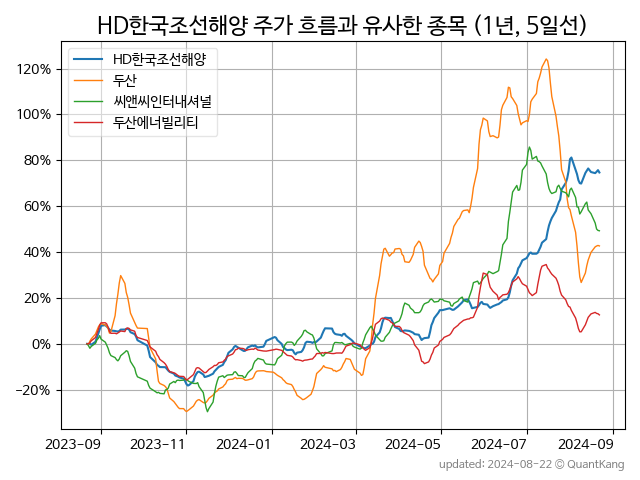 HD한국조선해양 주가 흐름과 유사한 종목 (1년, 5일선)
HD한국조선해양
두산
씨앤씨인터내셔널
두산에너빌리티
120%
100%
80%
60%
40%
20%
0%
−20%
2023-09 2023-11 2024-01 2024-03 2024-05 2024-07 2024-09
updated: 2024-08-22 © QuantKang